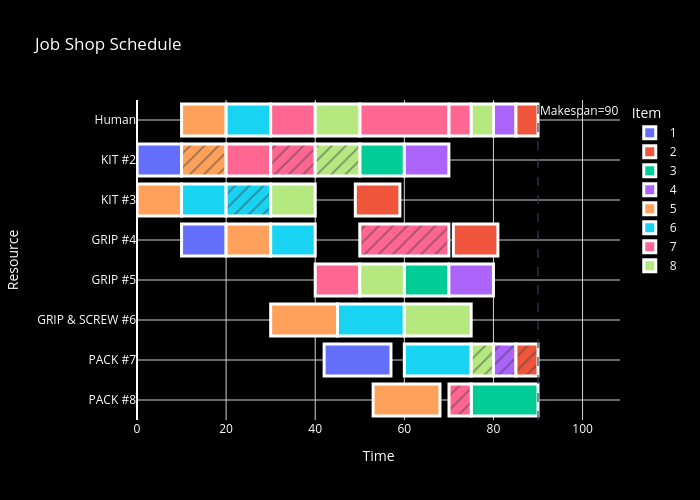 Job Shop Schedule
Makespan=90
Item
1
2
3
4
5
6
7
8
Resource
Human
KIT #2
KIT #3
GRIP #4
GRIP #5
GRIP & SCREW #6
PACK #7
PACK #8
0 20 40 60 80 100
Time